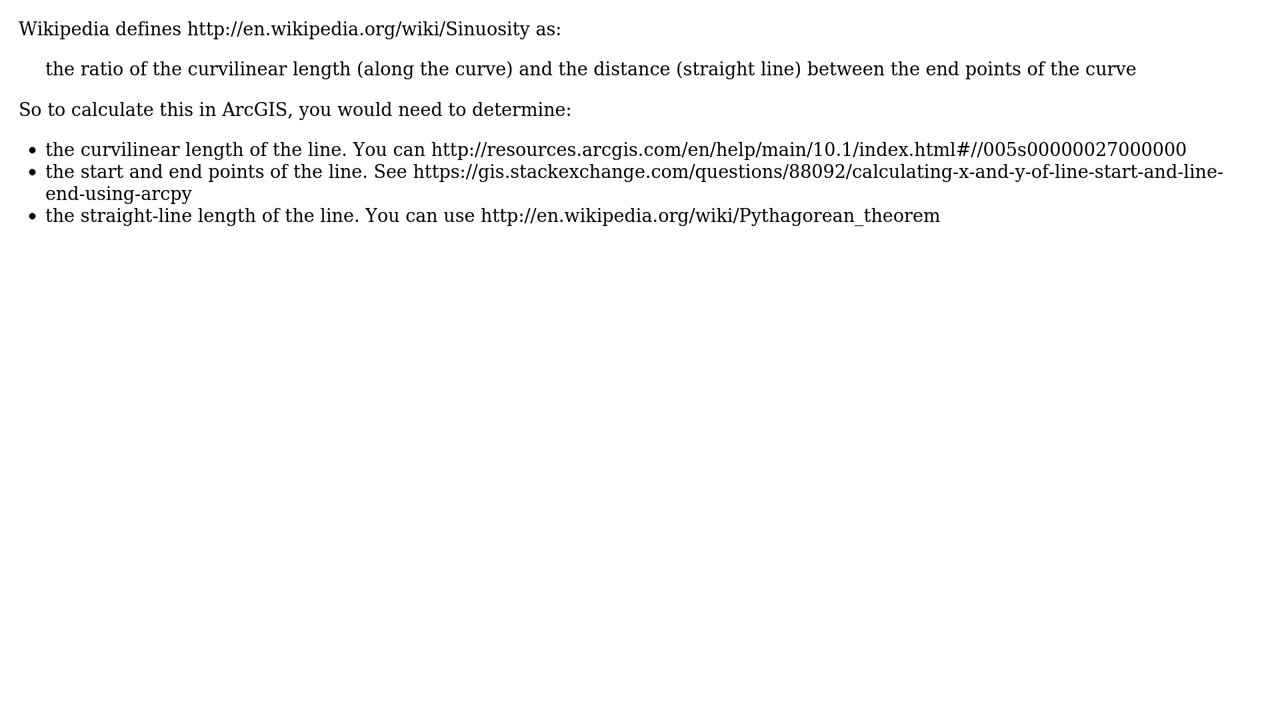 Wikipedia defines http://en.wikipedia.org/wiki/Sinuosity as:
the ratio of the curvilinear length (along the curve) and the distance (straight line) between the end points of the curve
So to calculate this in ArcGIS, you would need to determine:
• the curvilinear length of the line. You can http://resources.arcgis.com/en/help/main/10.1/index.html#//005s00000027000000
• the start and end points of the line. See https://gis.stackexchange.com/questions/88092/calculating-x-and-y-of-line-start-and-line-
end-using-arcpy
• the straight-line length of the line. You can use http://en.wikipedia.org/wiki/Pythagorean_theorem